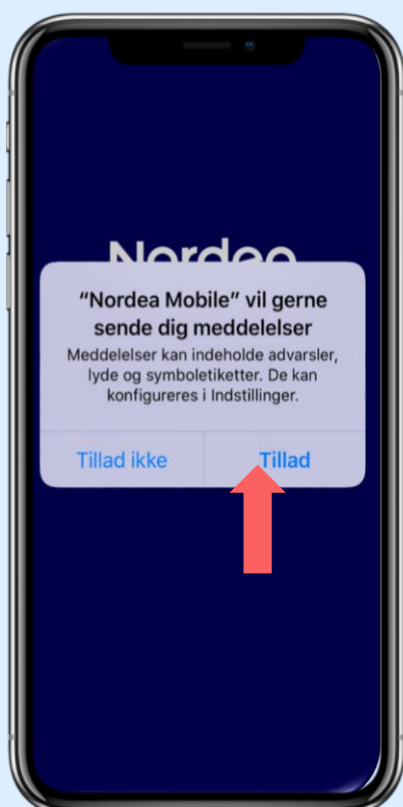 Nordea
“Nordea Mobile” vil gerne
sende dig meddelelser
Meddelelser kan indeholde advarsler,
lyde og symboletiketter. De kan
konfigureres i Indstillinger.
Tillad ikke
Tillad